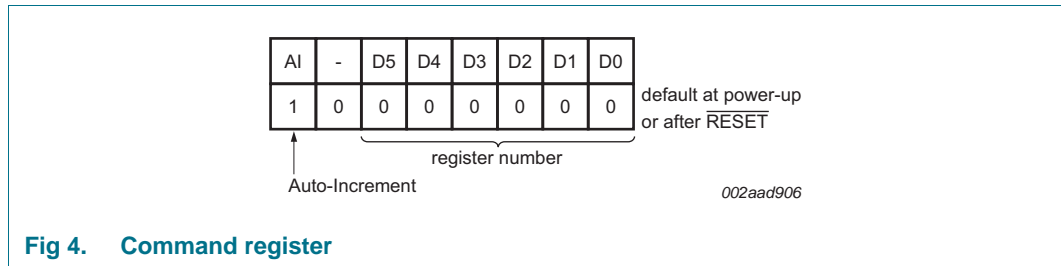 AI - D5 D4 D3 D2 D1 D0
1 0 0 0 0 0 0 0
default at power-up
or after RESET
register number
Auto-Increment
002aad906
Fig 4. Command register